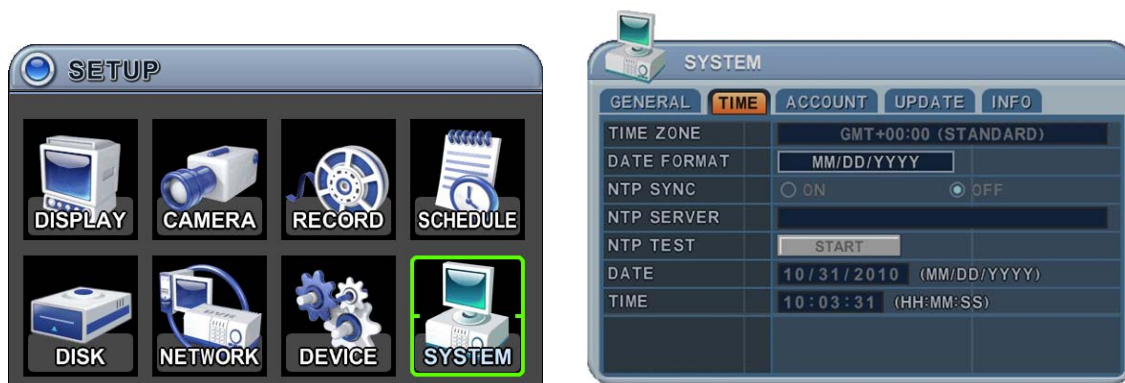 SETUP
DISPLAY CAMERA RECORD SCHEDULE
DISK NETWORK DEVICE SYSTEM
SYSTEM
GENERAL TIME ACCOUNT UPDATE INFO
TIME ZONE GMT+00:00 (STANDARD)
DATE FORMAT MM/DD/YYYY
NTP SYNC ON OFF
NTP SERVER
NTP TEST START
DATE 10/31/2010 (MM/DD/YYYY)
TIME 10:03:31 (HH:MM:SS)